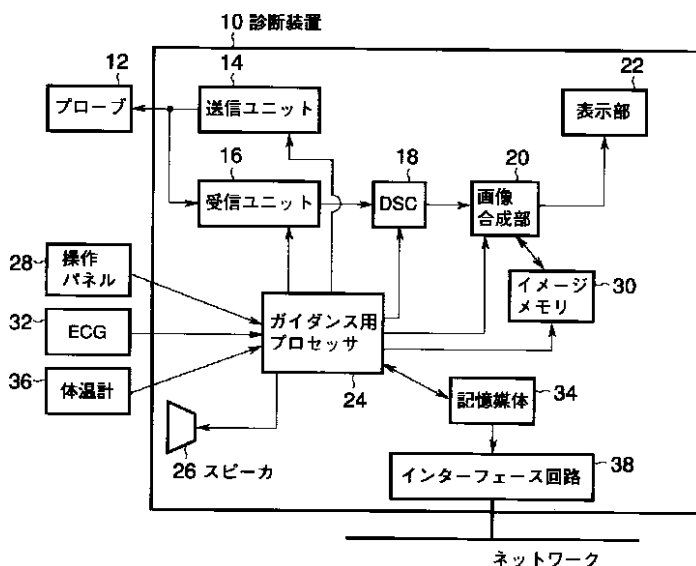 10 診断装置
12
プローブ
14
送信ユニット
22
表示部
16
受信ユニット
18
DSC
20
画像
合成部
28
操作
パネル
イメージ
メモリ
30
32
ECG
ガイダンス用
プロセッサ
24
36
体温計
記憶媒体
34
26 スピーカ
インターフェース回路
38
ネットワーク